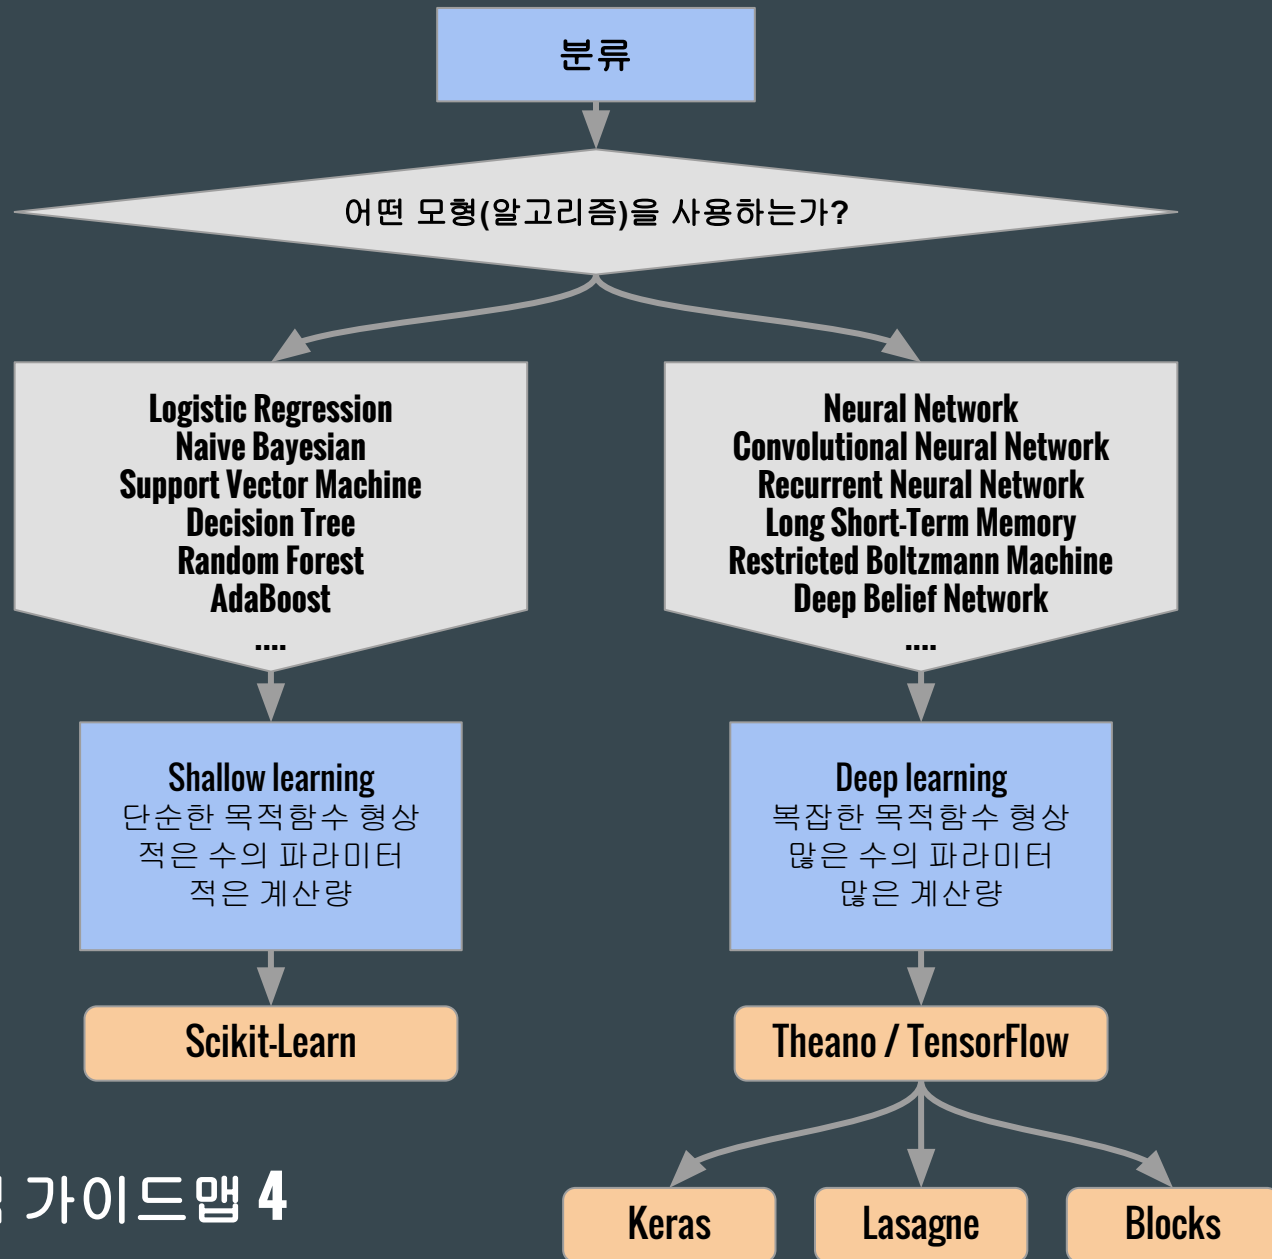 분류
어떤 모형(알고리즘)을 사용하는가?
Logistic Regression
Naive Bayesian
Support Vector Machine
Decision Tree
Random Forest
AdaBoost
....
Neural Network
Convolutional Neural Network
Recurrent Neural Network
Long Short-Term Memory
Restricted Boltzmann Machine
Deep Belief Network
....
Shallow learning
단순한 목적함수 형상
적은 수의 파라미터
적은 계산량
Deep learning
복잡한 목적함수 형상
많은 수의 파라미터
많은 계산량
Scikit-Learn
Theano / TensorFlow
Keras
Lasagne
Blocks
가이드맵 4